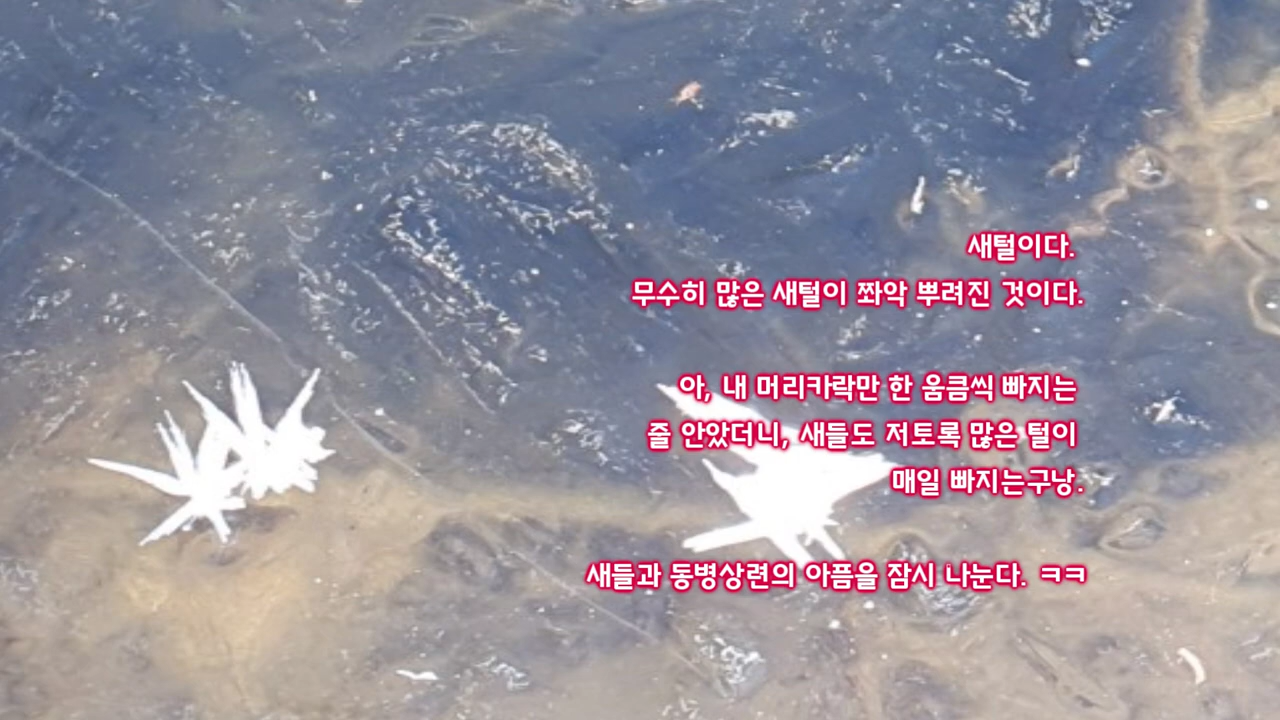 새털이다.
무수히 많은 새털이 쫘악 뿌려진 것이다.
아, 내 머리카락만 한 움큼씩 빠지는
줄 안았더니, 새들도 저토록 많은 털이
매일 빠지는구낭.
새들과 동병상련의 아픔을 잠시 나눈다. ㅋㅋ